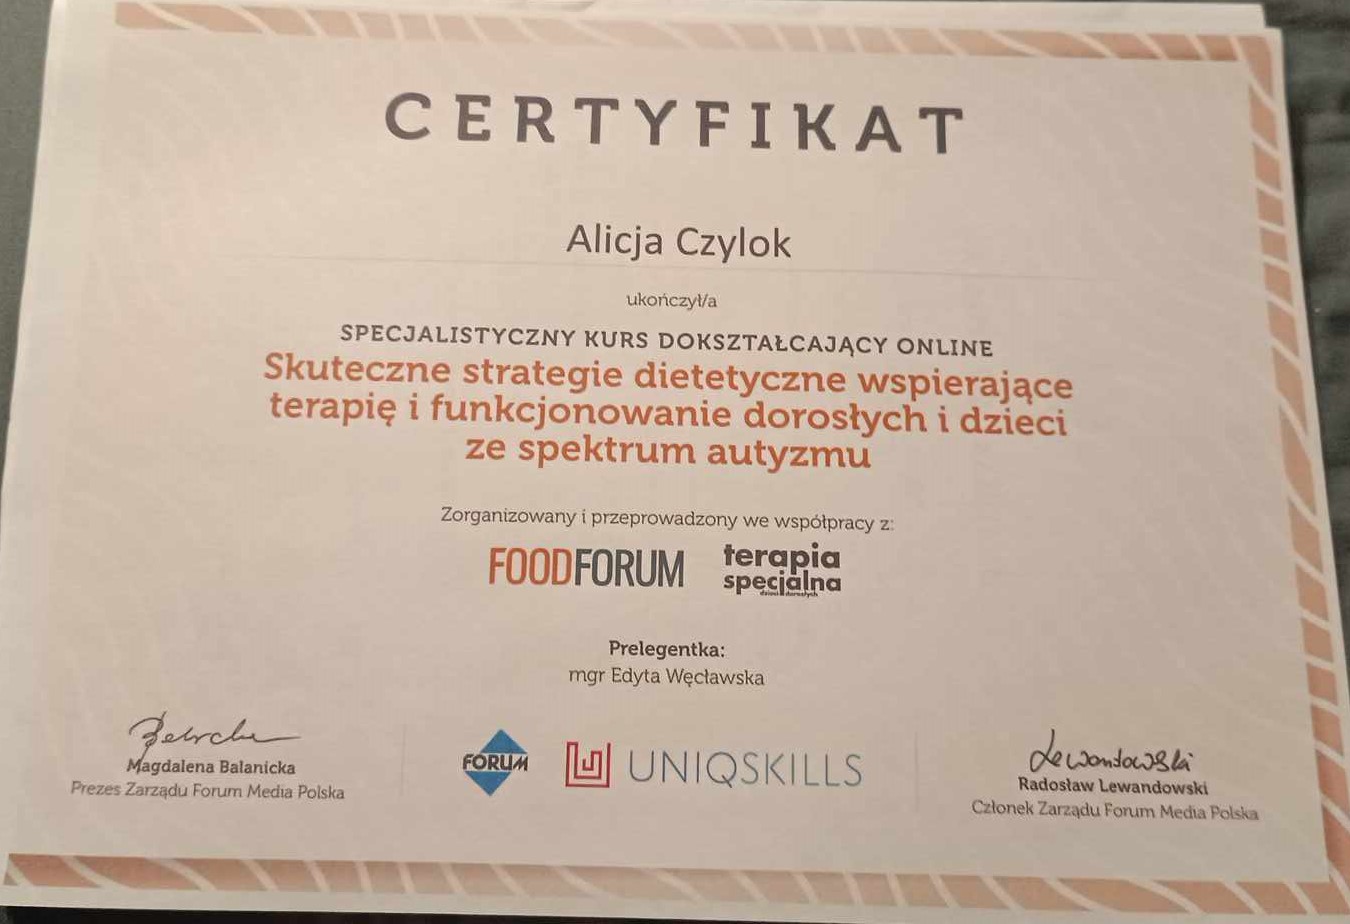 CERTYFIKAT
Alicja Czylok
ukończył/a
SPECJALISTYCZNY KURS DOKSZTAŁCAJĄCY ONLINE
Skuteczne strategie dietetyczne wspierające
terapię i funkcjonowanie dorosłych i dzieci
ze spektrum autyzmu
Zorganizowany i przeprowadzony we współpracy z:
FOODFORUM
terapia
specjalna
dzieci i dorosłych
Prelegentka:
mgr Edyta Węcławska
Lewandowski
Magdalena Balanicka
Prezes Zarządu Forum Media Polska
FORUM
UNIQSKILLS
Radosław Lewandowski
Członek Zarządu Forum Media Polska